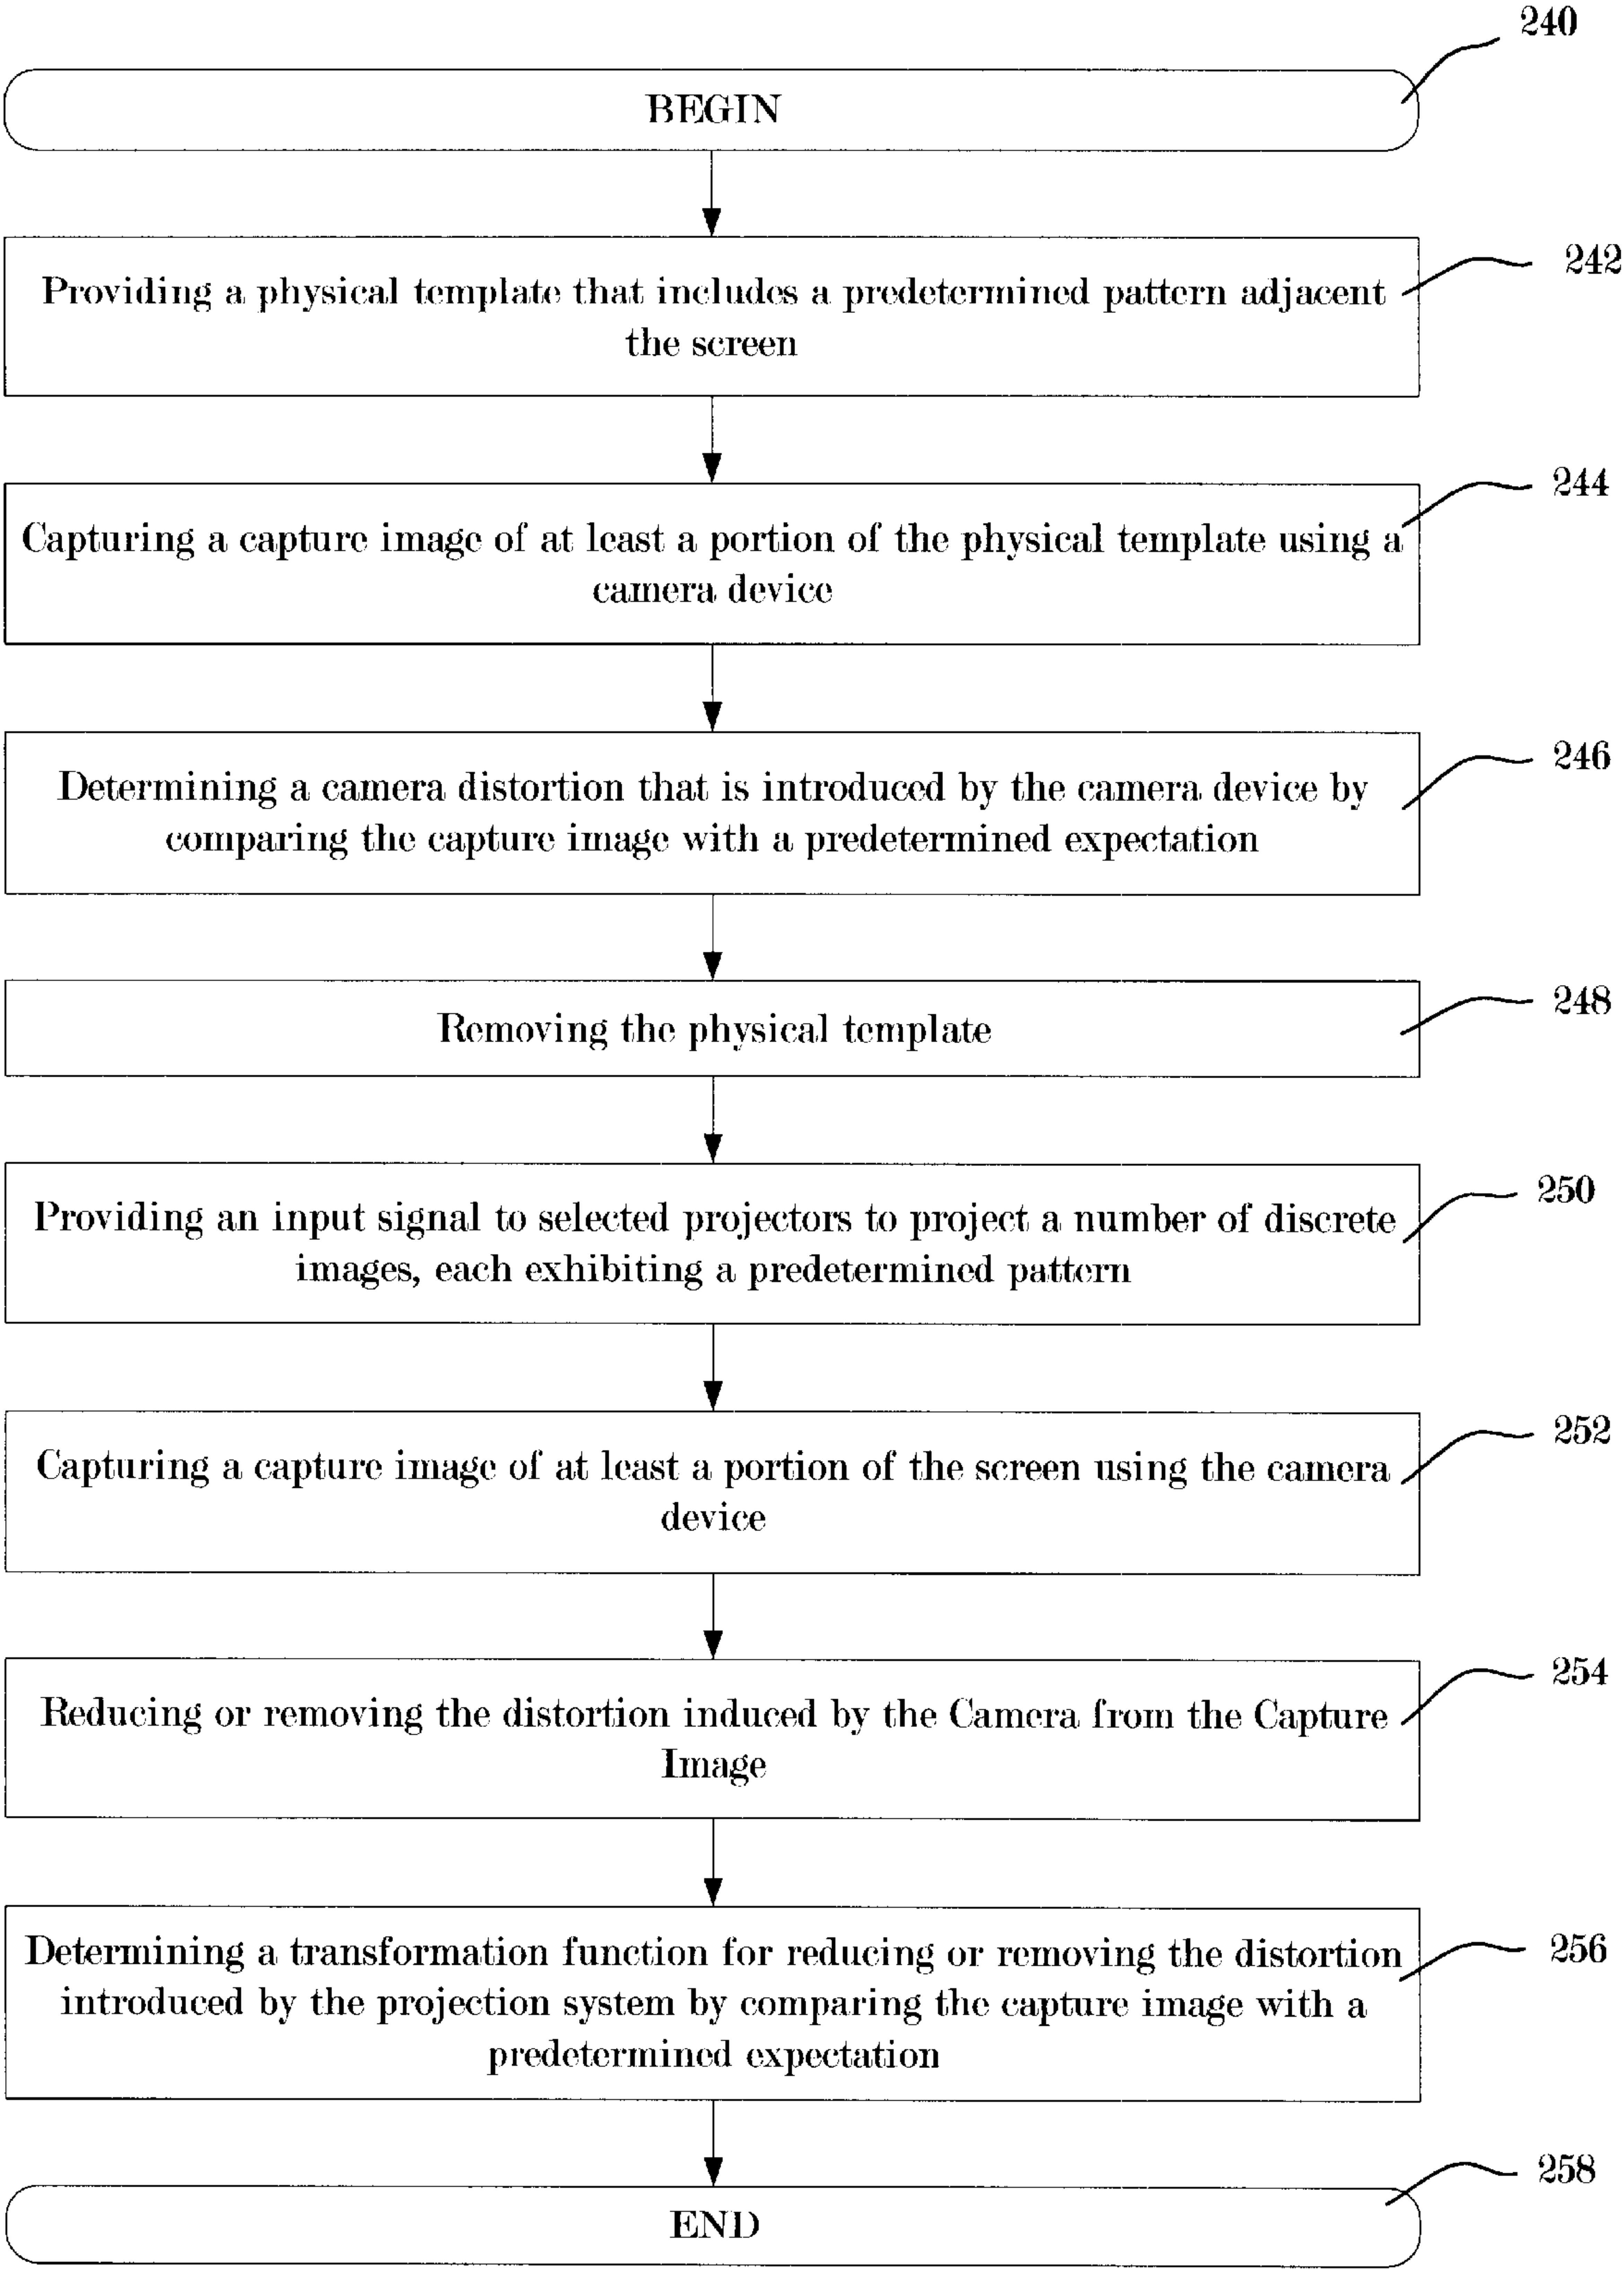 240
BEGIN
242
Providing a physical template that includes a predetermined pattern adjacent
the screen
244
Capturing a capture image of at least a portion of the physical template using a
camera device
246
Determining a camera distortion that is introduced by the camera device by
comparing the capture image with a predetermined expectation
248
Removing the physical template
250
Providing an input signal to selected projectors to project a number of discrete
images, each exhibiting a predetermined pattern
252
Capturing a capture image of at least a portion of the screen using the camera
device
254
Reducing or removing the distortion induced by the Camera from the Capture
Image
256
Determining a transformation function for reducing or removing the distortion
introduced by the projection system by comparing the capture image with a
predetermined expectation
258
END